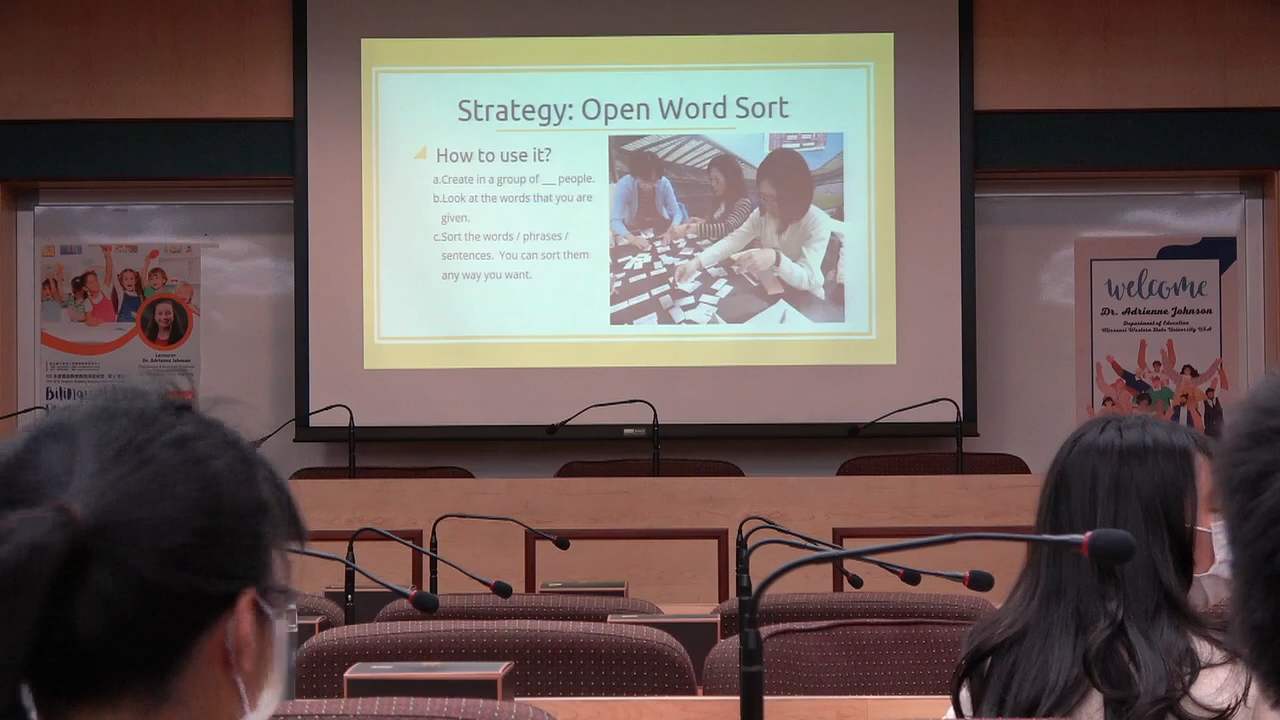 Strategy: Open Word Sort
How to use it?
a.Create in a group of ___ people.
b.Look at the words that you are
given.
c.Sort the words / phrases /
sentences. You can sort them
any way you want.
Lecturer
Dr. Adrienne Johnson
welcome
Dr. Adrienne Johnson
Department of Education
Missouri Western State University USA